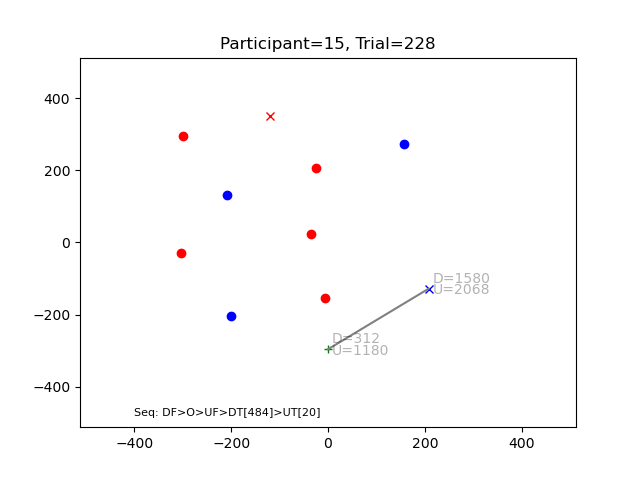 Participant=15, Trial=228
400
200
0
−200
−400
D=1580
U=2068
D=312
U=1180
Seq: DF>O>UF>DT[484]>UT[20]
−400
−200
0
200
400